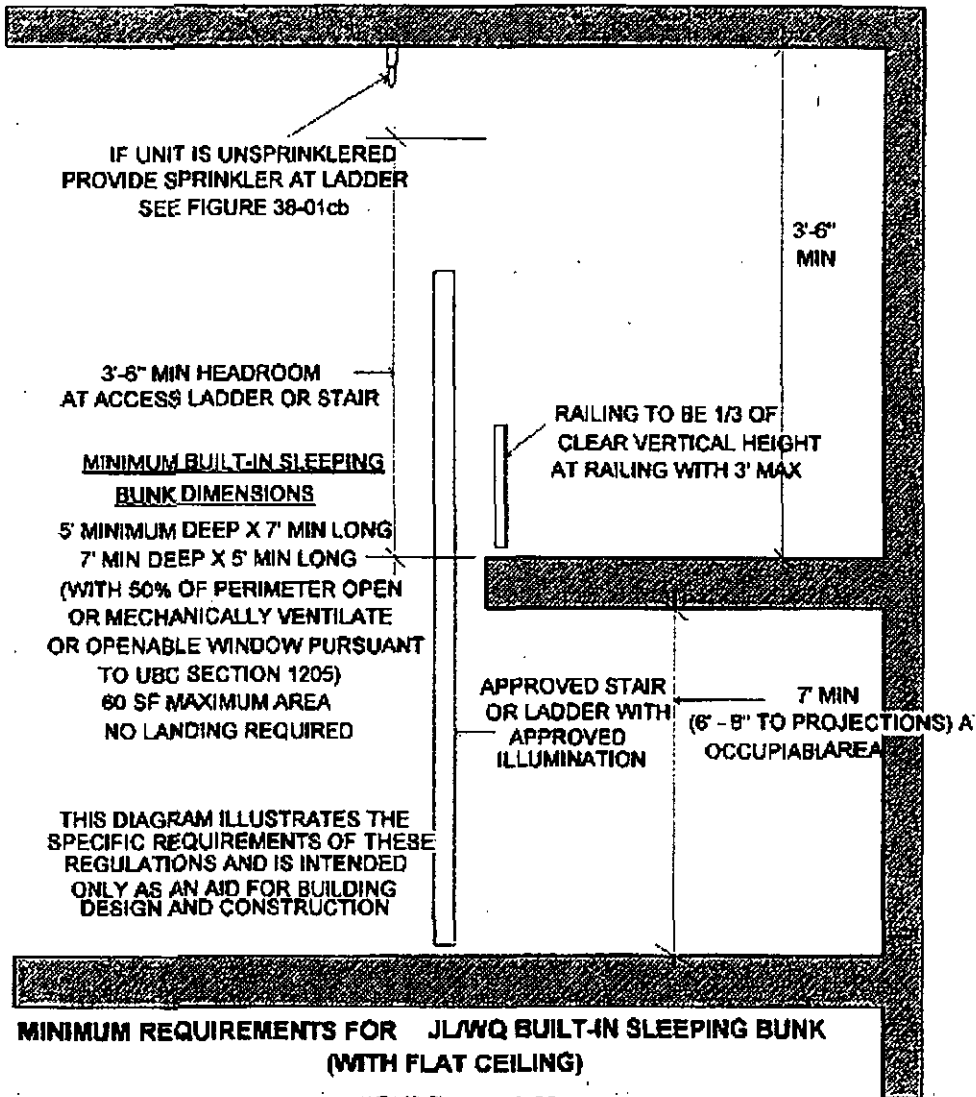 IF UNIT IS UNSPRINKLERED
PROVIDE SPRINKLER AT LADDER
SEE FIGURE 38-01cb
3'-6"
MIN
3'-6" MIN HEADROOM
AT ACCESS LADDER OR STAIR
RAILING TO BE 1/3 OF
CLEAR VERTICAL HEIGHT
AT RAILING WITH 3' MAX
MINIMUM BUILT-IN SLEEPING
BUNK DIMENSIONS
5' MINIMUM DEEP X 7' MIN LONG
7' MIN DEEP X 5' MIN LONG
(WITH 50% OF PERIMETER OPEN
OR MECHANICALLY VENTILATE
OR OPENABLE WINDOW PURSUANT
TO UBC SECTION 1205)
60 SF MAXIMUM AREA
NO LANDING REQUIRED
APPROVED STAIR
OR LADDER WITH
APPROVED
ILLUMINATION
7' MIN
(6' - 8" TO PROJECTIONS) A
OCCUPIABLAREA
THIS DIAGRAM ILLUSTRATES THE
SPECIFIC REQUIREMENTS OF THESE
REGULATIONS AND IS INTENDED
ONLY AS AN AID FOR BUILDING
DESIGN AND CONSTRUCTION
MINIMUM REQUIREMENTS FOR JL/WQ BUILT-IN SLEEPING BUNK
(WITH FLAT CEILING)